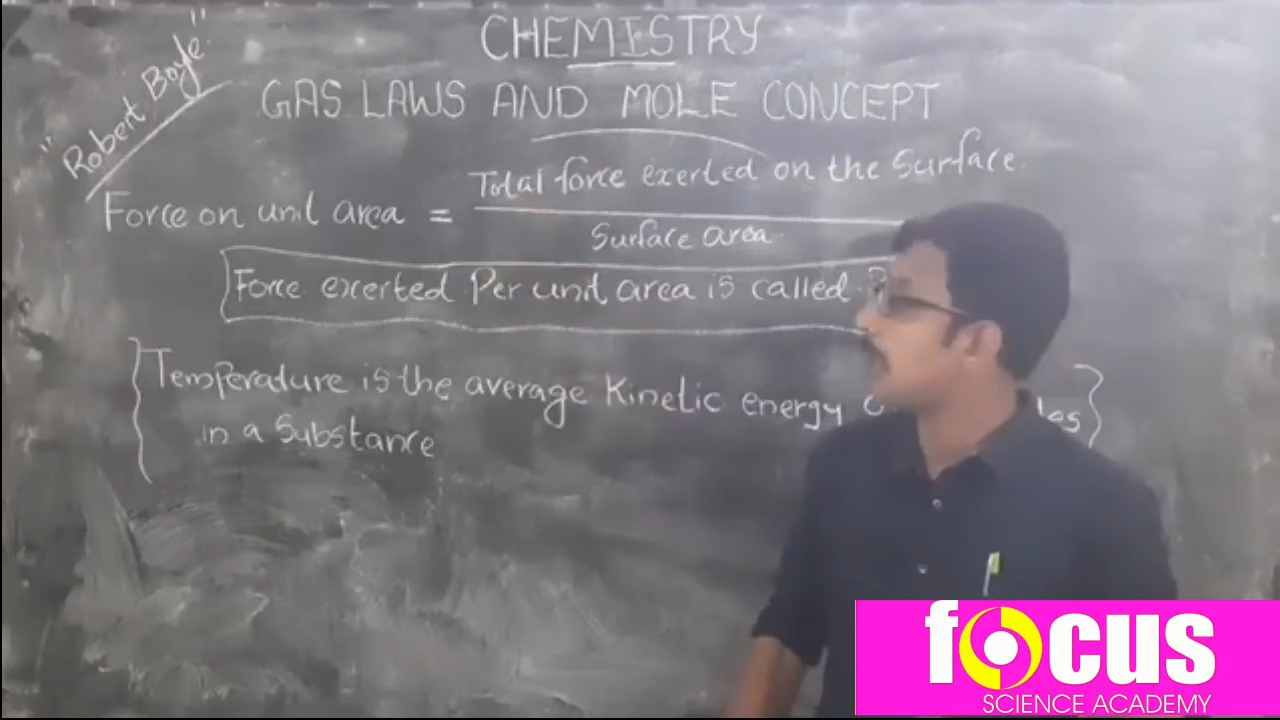 CHEMISTRY
GAS LAWS AND MOLE CONCEPT
"Robert Boyle"
Total force exerted on the Surface.
Force on unit area =
Surface area.
Force exerted Per unit area is called
Temperature is the average Kinetic energy
in a Substance
focus
SCIENCE ACADEMY